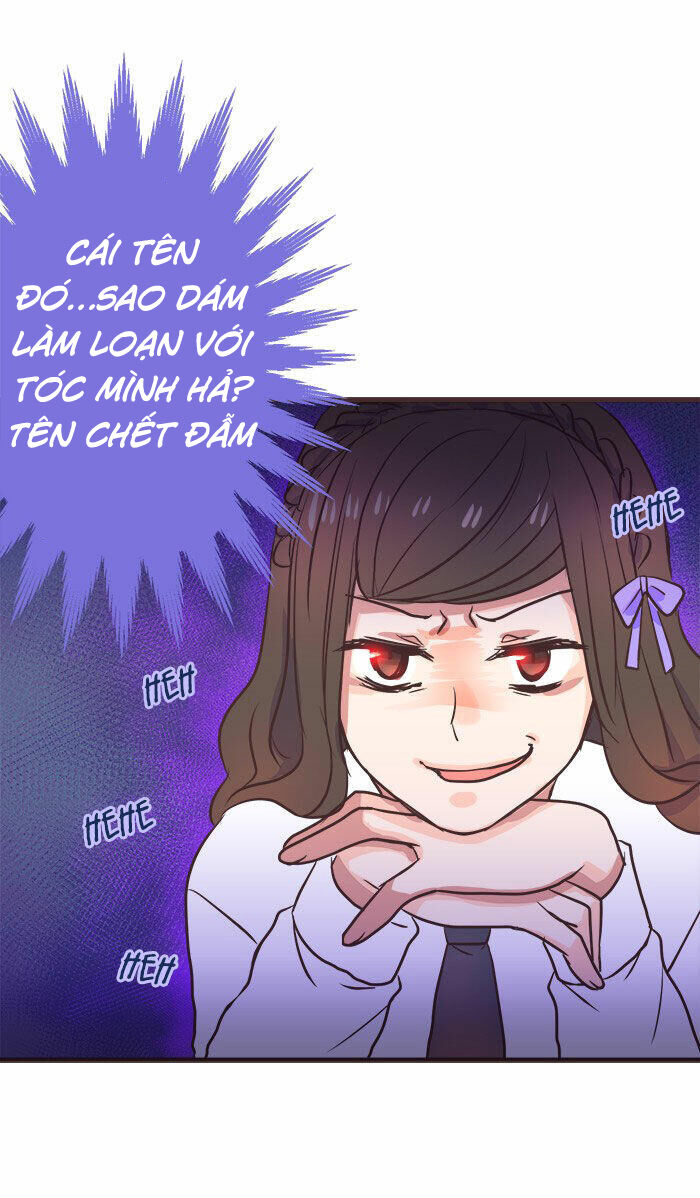 CÁI TÊN
ĐÓ...SAO DÁM
LÀM LOẠN VỚI
TÓC MÌNH HẢ?
TÊN CHẾT ĐẪM
HEHE
HEH
HEHE
HEH